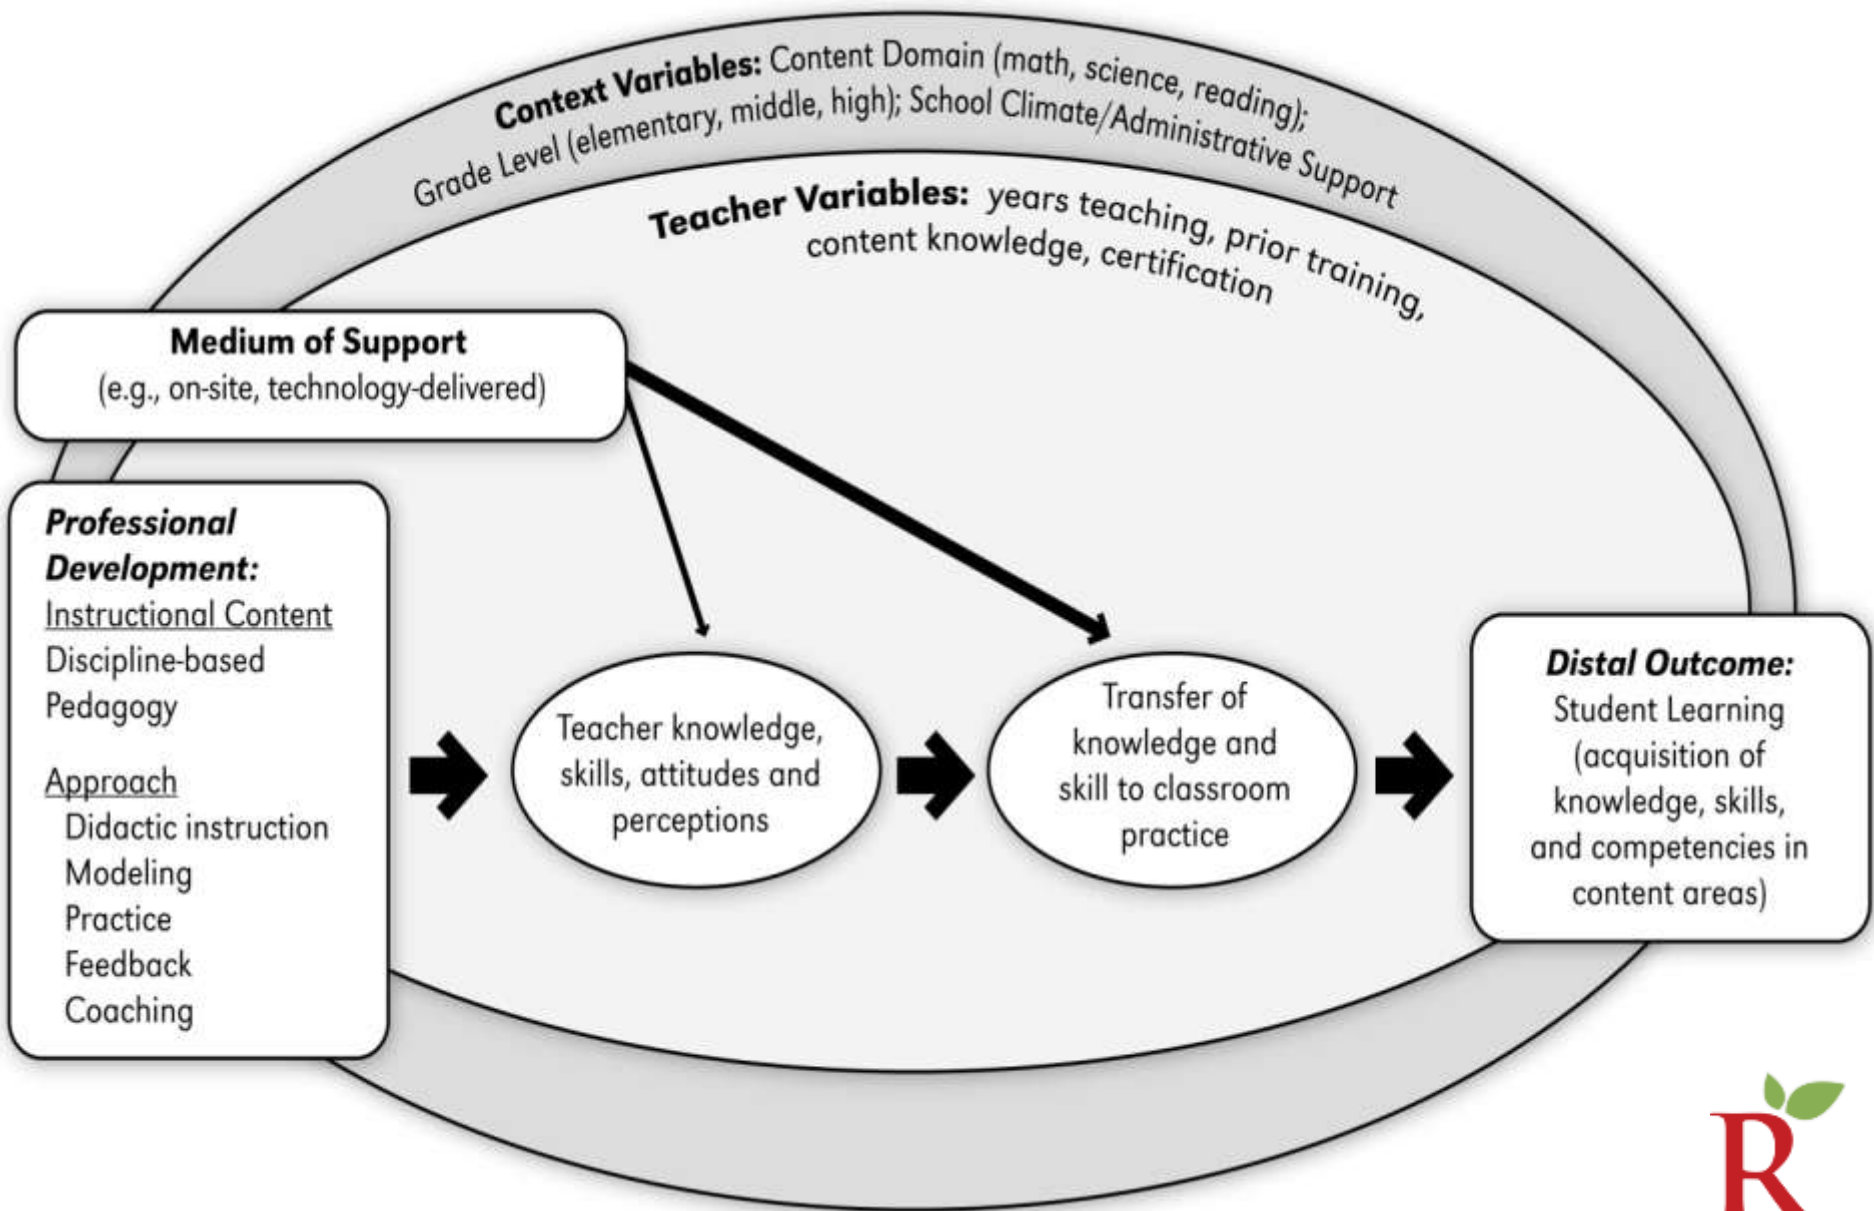 Context Variables: Content Domain (math, science, reading);
Grade Level (elementary, middle, high); School Climate/Administrative Support
Teacher Variables: years teaching, prior training,
content knowledge, certification
Medium of Support
(e.g., on-site, technology-delivered)
Professional
Development:
Instructional Content
Discipline-based
Pedagogy
Approach
Didactic instruction
Modeling
Practice
Feedback
Coaching
Teacher knowledge,
skills, attitudes and
perceptions
Transfer of
knowledge and
skill to classroom
practice
Distal Outcome:
Student Learning
(acquisition of
knowledge, skills,
and competencies in
content areas)
R